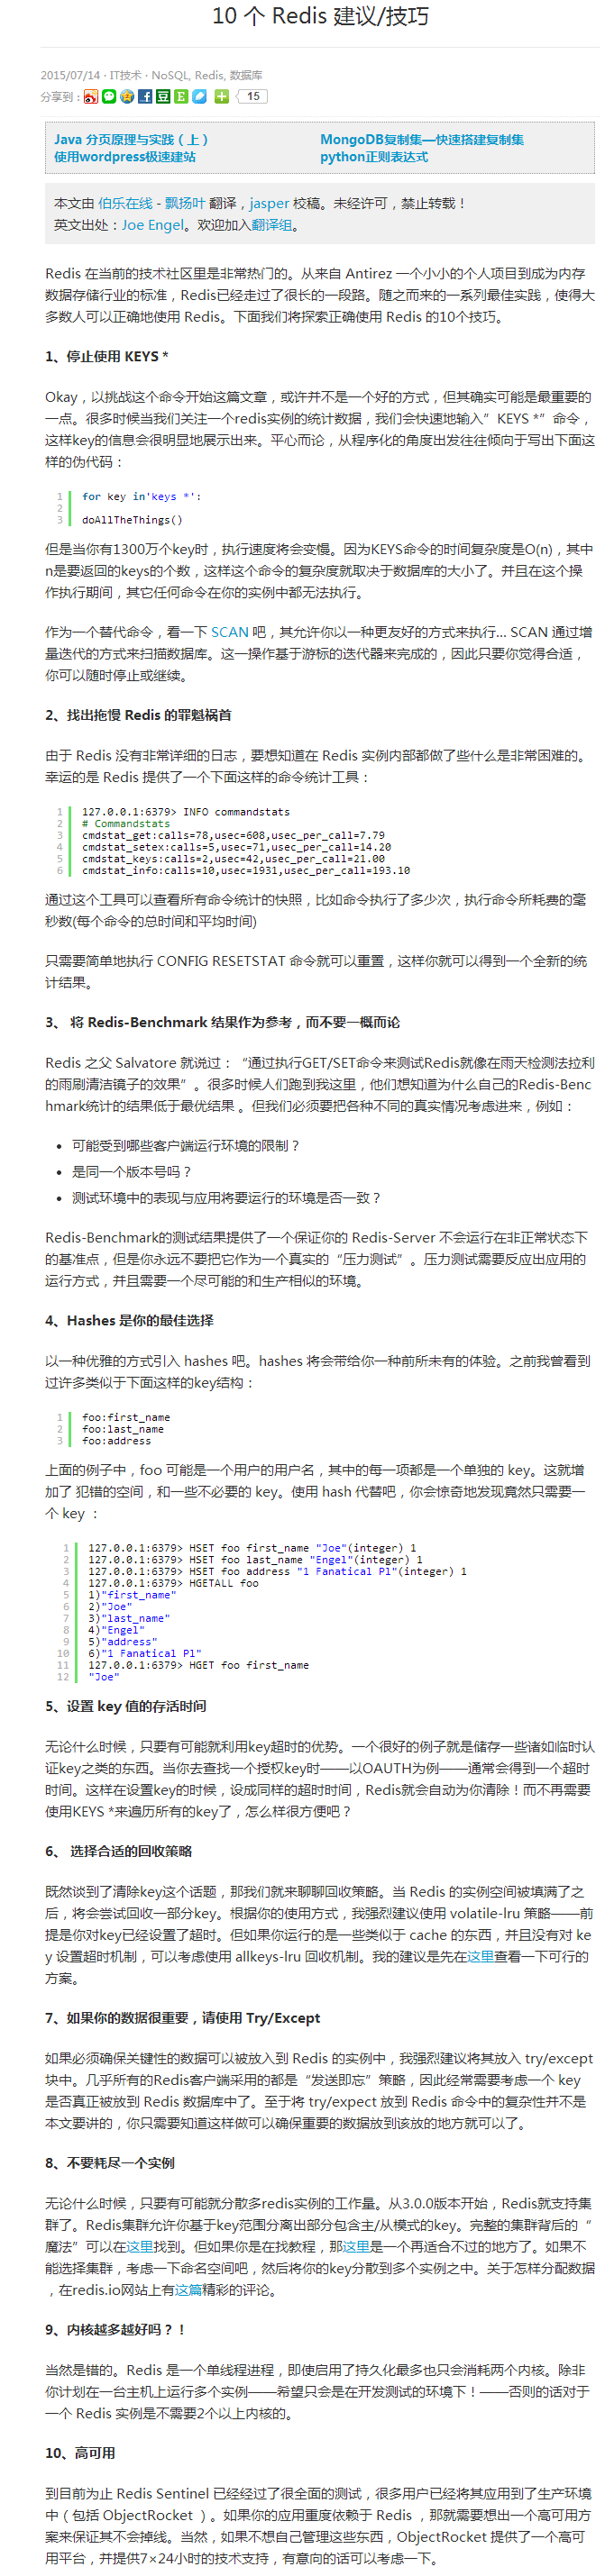 10 个 Redis 建议/技巧
2015/07/14 · IT技术 · NoSQL, Redis, 数据库
分享到：
15
Java 分页原理与实践（上）
MongoDB复制集—快速搭建复制集
使用wordpress极速建站
python正则表达式
本文由 伯乐在线 - 飘扬叶 翻译，jasper 校稿。未经许可，禁止转载！
英文出处：Joe Engel。欢迎加入翻译组。
Redis 在当前的技术社区里是非常热门的。从来自 Antirez 一个小小的个人项目到成为内存
数据存储行业的标准，Redis已经走过了很长的一段路。随之而来的一系列最佳实践，使得大
多数人可以正确地使用 Redis。下面我们将探索正确使用 Redis 的10个技巧。
1、停止使用 KEYS *
Okay，以挑战这个命令开始这篇文章，或许并不是一个好的方式，但其确实可能是最重要的
一点。很多时候当我们关注一个redis实例的统计数据，我们会快速地输入”KEYS *”命令，
这样key的信息会很明显地展示出来。平心而论，从程序化的角度出发往往倾向于写出下面这
样的伪代码：
1 for key in'keys *':
2
3 doAllTheThings()
但是当你有1300万个key时，执行速度将会变慢。因为KEYS命令的时间复杂度是O(n)，其中
n是要返回的keys的个数，这样这个命令的复杂度就取决于数据库的大小了。并且在这个操
作执行期间，其它任何命令在你的实例中都无法执行。
作为一个替代命令，看一下 SCAN 吧，其允许你以一种更友好的方式来执行... SCAN 通过增
量迭代的方式来扫描数据库。这一操作基于游标的迭代器来完成的，因此只要你觉得合适，
你可以随时停止或继续。
2、找出拖慢 Redis 的罪魁祸首
由于 Redis 没有非常详细的日志，要想知道在 Redis 实例内部都做了些什么是非常困难的。
幸运的是 Redis 提供了一个下面这样的命令统计工具：
1 127.0.0.1:6379> INFO commandstats
2 # Commandstats
3 cmdstat_get:calls=78,usec=608,usec_per_call=7.79
4 cmdstat_setex:calls=5,usec=71,usec_per_call=14.20
5 cmdstat_keys:calls=2,usec=42,usec_per_call=21.00
6 cmdstat_info:calls=10,usec=1931,usec_per_call=193.10
通过这个工具可以查看所有命令统计的快照，比如命令执行了多少次，执行命令所耗费的毫
秒数(每个命令的总时间和平均时间)
只需要简单地执行 CONFIG RESETSTAT 命令就可以重置，这样你就可以得到一个全新的统
计结果。
3、 将 Redis-Benchmark 结果作为参考，而不要一概而论
Redis 之父 Salvatore 就说过：“通过执行GET/SET命令来测试Redis就像在雨天检测法拉利
的雨刷清洁镜子的效果”。很多时候人们跑到我这里，他们想知道为什么自己的Redis-Benc
hmark统计的结果低于最优结果 。但我们必须要把各种不同的真实情况考虑进来，例如：
• 可能受到哪些客户端运行环境的限制？
• 是同一个版本号吗？
• 测试环境中的表现与应用将要运行的环境是否一致？
Redis-Benchmark的测试结果提供了一个保证你的 Redis-Server 不会运行在非正常状态下
的基准点，但是你永远不要把它作为一个真实的“压力测试”。压力测试需要反应出应用的
运行方式，并且需要一个尽可能的和生产相似的环境。
4、Hashes 是你的最佳选择
以一种优雅的方式引入 hashes 吧。hashes 将会带给你一种前所未有的体验。之前我曾看到
过许多类似于下面这样的key结构：
1 foo:first_name
2 foo:last_name
3 foo:address
上面的例子中，foo 可能是一个用户的用户名，其中的每一项都是一个单独的 key。这就增
加了 犯错的空间，和一些不必要的 key。使用 hash 代替吧，你会惊奇地发现竟然只需要一
个 key ：
1 127.0.0.1:6379> HSET foo first_name "Joe"(integer) 1
2 127.0.0.1:6379> HSET foo last_name "Engel"(integer) 1
3 127.0.0.1:6379> HSET foo address "1 Fanatical Pl"(integer) 1
4 127.0.0.1:6379> HGETALL foo
5 1)"first_name"
6 2)"Joe"
7 3)"last_name"
8 4)"Engel"
9 5)"address"
10 6)"1 Fanatical Pl"
11 127.0.0.1:6379> HGET foo first_name
12 "Joe"
5、设置 key 值的存活时间
无论什么时候，只要有可能就利用key超时的优势。一个很好的例子就是储存一些诸如临时认
证key之类的东西。当你去查找一个授权key时——以OAUTH为例——通常会得到一个超时
时间。这样在设置key的时候，设成同样的超时时间，Redis就会自动为你清除！而不再需要
使用KEYS *来遍历所有的key了，怎么样很方便吧？
6、 选择合适的回收策略
既然谈到了清除key这个话题，那我们就来聊聊回收策略。当 Redis 的实例空间被填满了之
后，将会尝试回收一部分key。根据你的使用方式，我强烈建议使用 volatile-lru 策略——前
提是你对key已经设置了超时。但如果你运行的是一些类似于 cache 的东西，并且没有对 ke
y 设置超时机制，可以考虑使用 allkeys-lru 回收机制。我的建议是先在这里查看一下可行的
方案。
7、如果你的数据很重要，请使用 Try/Except
如果必须确保关键性的数据可以被放入到 Redis 的实例中，我强烈建议将其放入 try/except
块中。几乎所有的Redis客户端采用的都是“发送即忘”策略，因此经常需要考虑一个 key
是否真正被放到 Redis 数据库中了。至于将 try/expect 放到 Redis 命令中的复杂性并不是
本文要讲的，你只需要知道这样做可以确保重要的数据放到该放的地方就可以了。
8、不要耗尽一个实例
无论什么时候，只要有可能就分散多redis实例的工作量。从3.0.0版本开始，Redis就支持集
群了。Redis集群允许你基于key范围分离出部分包含主/从模式的key。完整的集群背后的“
魔法”可以在这里找到。但如果你是在找教程，那这里是一个再适合不过的地方了。如果不
能选择集群，考虑一下命名空间吧，然后将你的key分散到多个实例之中。关于怎样分配数据
，在redis.io网站上有这篇精彩的评论。
9、内核越多越好吗？！
当然是错的。Redis 是一个单线程进程，即使启用了持久化最多也只会消耗两个内核。除非
你计划在一台主机上运行多个实例——希望只会是在开发测试的环境下！——否则的话对于
一个 Redis 实例是不需要2个以上内核的。
10、高可用
到目前为止 Redis Sentinel 已经经过了很全面的测试，很多用户已经将其应用到了生产环境
中（包括 ObjectRocket ）。如果你的应用重度依赖于 Redis ，那就需要想出一个高可用方
案来保证其不会掉线。当然，如果不想自己管理这些东西，ObjectRocket 提供了一个高可
用平台，并提供7×24小时的技术支持，有意向的话可以考虑一下。